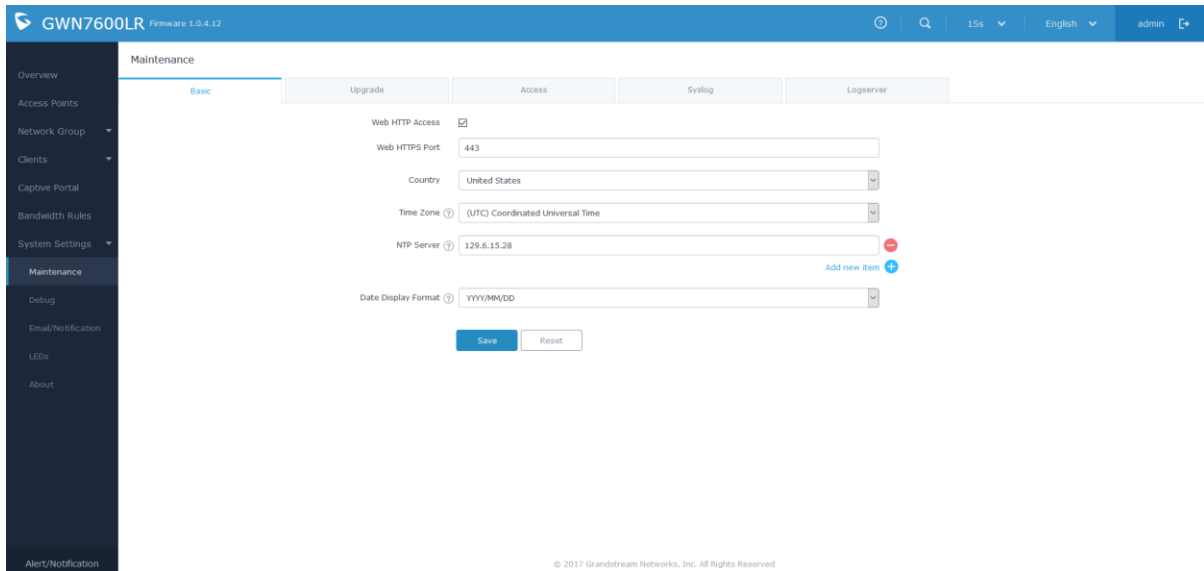 GWN7600LR Firmware 1.0.4.12
15s
English
admin
Overview
Access Points
Network Group
Clients
Captive Portal
Bandwidth Rules
System Settings
Maintenance
Debug
Email/Notification
LEDs
About
Alert/Notification
Maintenance
Basic Upgrade Access Syslog Logserver
Web HTTP Access
Web HTTPS Port 443
Country United States
Time Zone ? (UTC) Coordinated Universal Time
NTP Server ? 129.6.15.28
Add new item
Date Display Format ? YYYY/MM/DD
Save Reset
© 2017 Grandstream Networks, Inc. All Rights Reserved